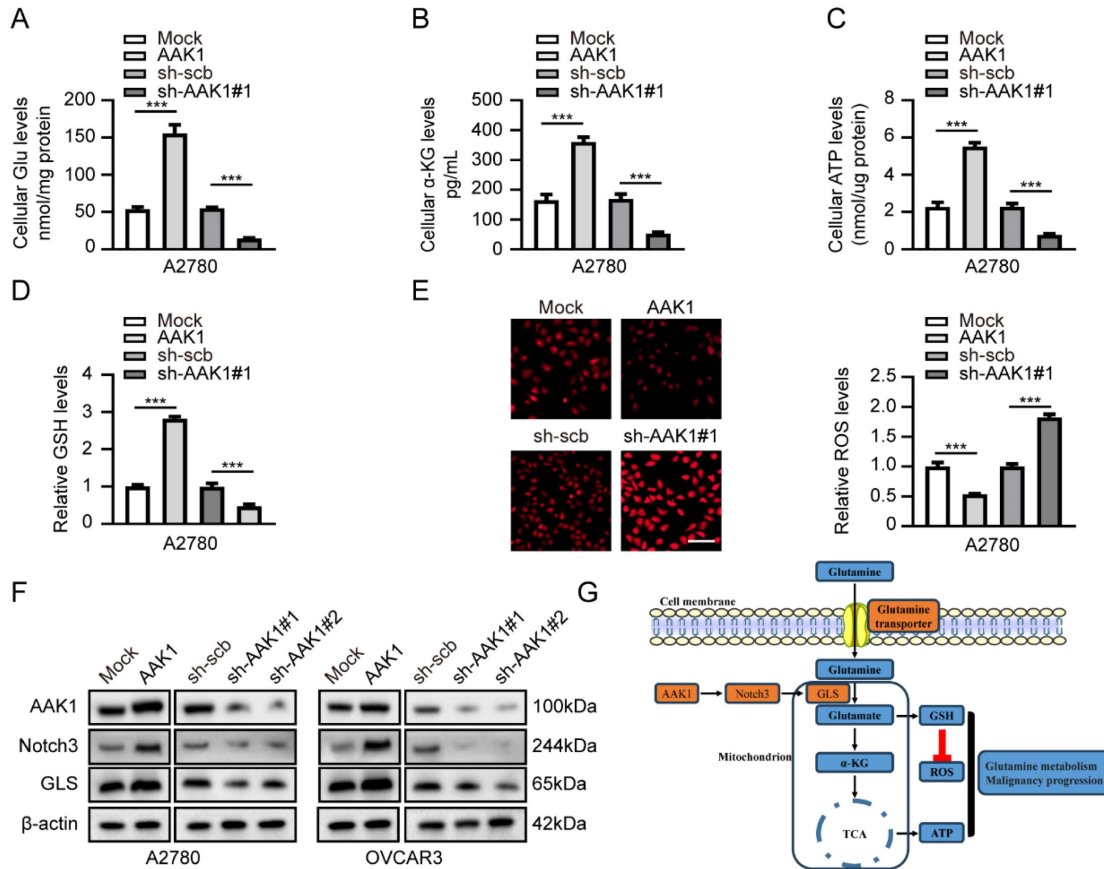 A
Mock
AAK1
sh-scb
sh-AAK1#1
Cellular Glu levels
nmol/mg protein
200
150
100
50
0
***
***
A2780
B
Mock
AAK1
sh-scb
sh-AAK1#1
Cellular α-KG levels
pg/mL
500
400
300
200
100
0
***
***
A2780
C
Mock
AAK1
sh-scb
sh-AAK1#1
Cellular ATP levels
(nmol/ug protein)
8
6
4
2
0
***
***
A2780
D
Mock
AAK1
sh-scb
sh-AAK1#1
Relative GSH levels
4
3
2
1
0
***
***
A2780
E
Mock
AAK1
sh-scb
sh-AAK1#1
Mock
AAK1
sh-scb
sh-AAK1#1
Relative ROS levels
2.5
2.0
1.5
1.0
0.5
0
***
***
A2780
F
Mock
AAK1
sh-scb
sh-AAK1#1
sh-AAK1#2
Mock
AAK1
sh-scb
sh-AAK1#1
sh-AAK1#2
AAK1
100kDa
Notch3
244kDa
GLS
65kDa
β-actin
42kDa
A2780
OVCAR3
G
Glutamine
Cell membrane
Glutamine
transporter
Glutamine
AAK1
Notch3
GLS
Glutamate
GSH
Mitochondrion
α-KG
ROS
Glutamine metabolism
Malignancy progression
TCA
ATP